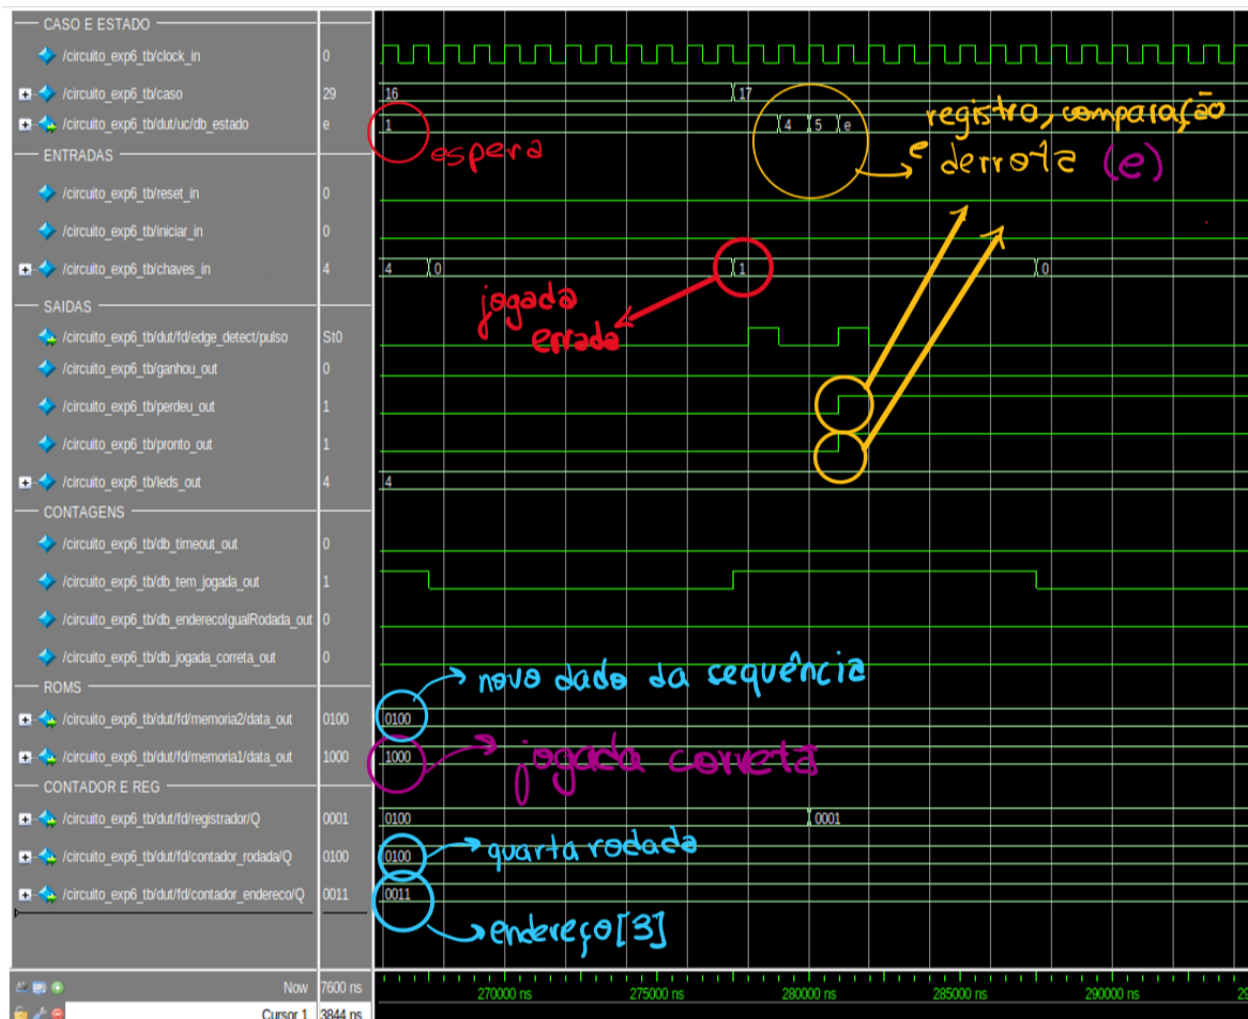 CASO E ESTADO
/circuito_exp6_tb/clock_in 0
/circuito_exp6_tb/caso 29 16 17
/circuito_exp6_tb/dut/uc/db_estado e 1 4 5 e
espera
registro, comparação
e derrota (e)
ENTRADAS
/circuito_exp6_tb/reset_in 0
/circuito_exp6_tb/iniciar_in 0
/circuito_exp6_tb/chaves_in 4 4 0 1 0
jogada
errada
SAIDAS
/circuito_exp6_tb/dut/fd/edge_detect/pulso St0
/circuito_exp6_tb/ganhou_out 0
/circuito_exp6_tb/perdeu_out 1
/circuito_exp6_tb/pronto_out 1
/circuito_exp6_tb/leds_out 4 4
CONTAGENS
/circuito_exp6_tb/db_timeout_out 0
/circuito_exp6_tb/db_tem_jogada_out 1
/circuito_exp6_tb/db_enderecoIgualRodada_out 0
/circuito_exp6_tb/db_jogada_correta_out 0
novo dado da sequência
ROMS
/circuito_exp6_tb/dut/fd/memoria2/data_out 0100 0100
/circuito_exp6_tb/dut/fd/memoria1/data_out 1000 1000
jogada correta
CONTADOR E REG
/circuito_exp6_tb/dut/fd/registrador/Q 0001 0100 0001
/circuito_exp6_tb/dut/fd/contador_rodada/Q 0100 0100
quarta rodada
/circuito_exp6_tb/dut/fd/contador_endereco/Q 0011 0011
endereço[3]
Now 7600 ns
270000 ns 275000 ns 280000 ns 285000 ns 290000 ns
Cursor 1 3844 ns